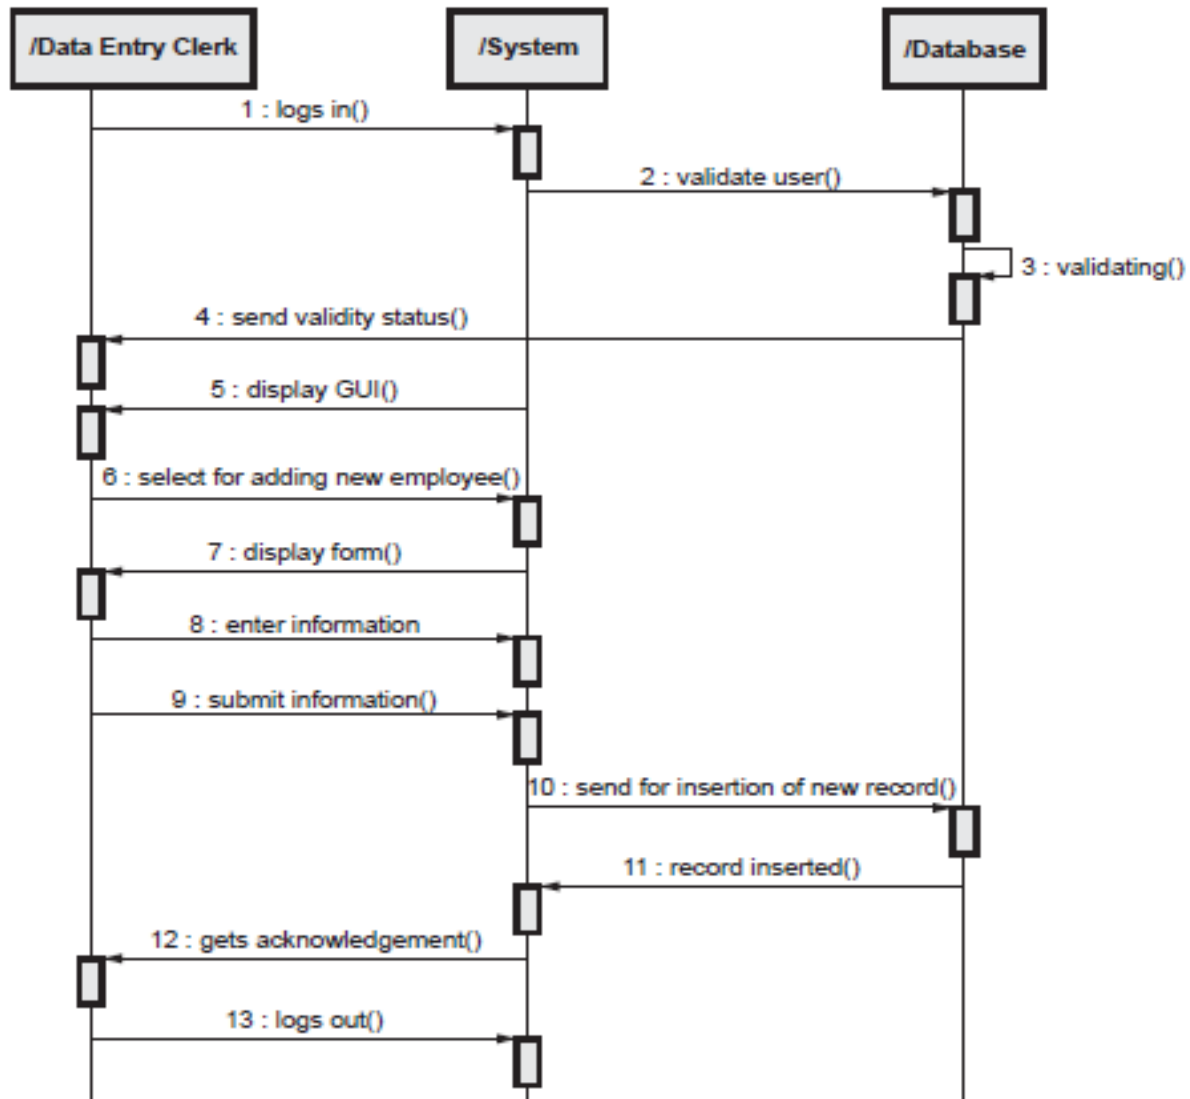 /Data Entry Clerk
/System
/Database
1 : logs in()
2 : validate user()
3 : validating()
4 : send validity status()
5 : display GUI()
6 : select for adding new employee()
7 : display form()
8 : enter information
9 : submit information()
10 : send for insertion of new record()
11 : record inserted()
12 : gets acknowledgement()
13 : logs out()